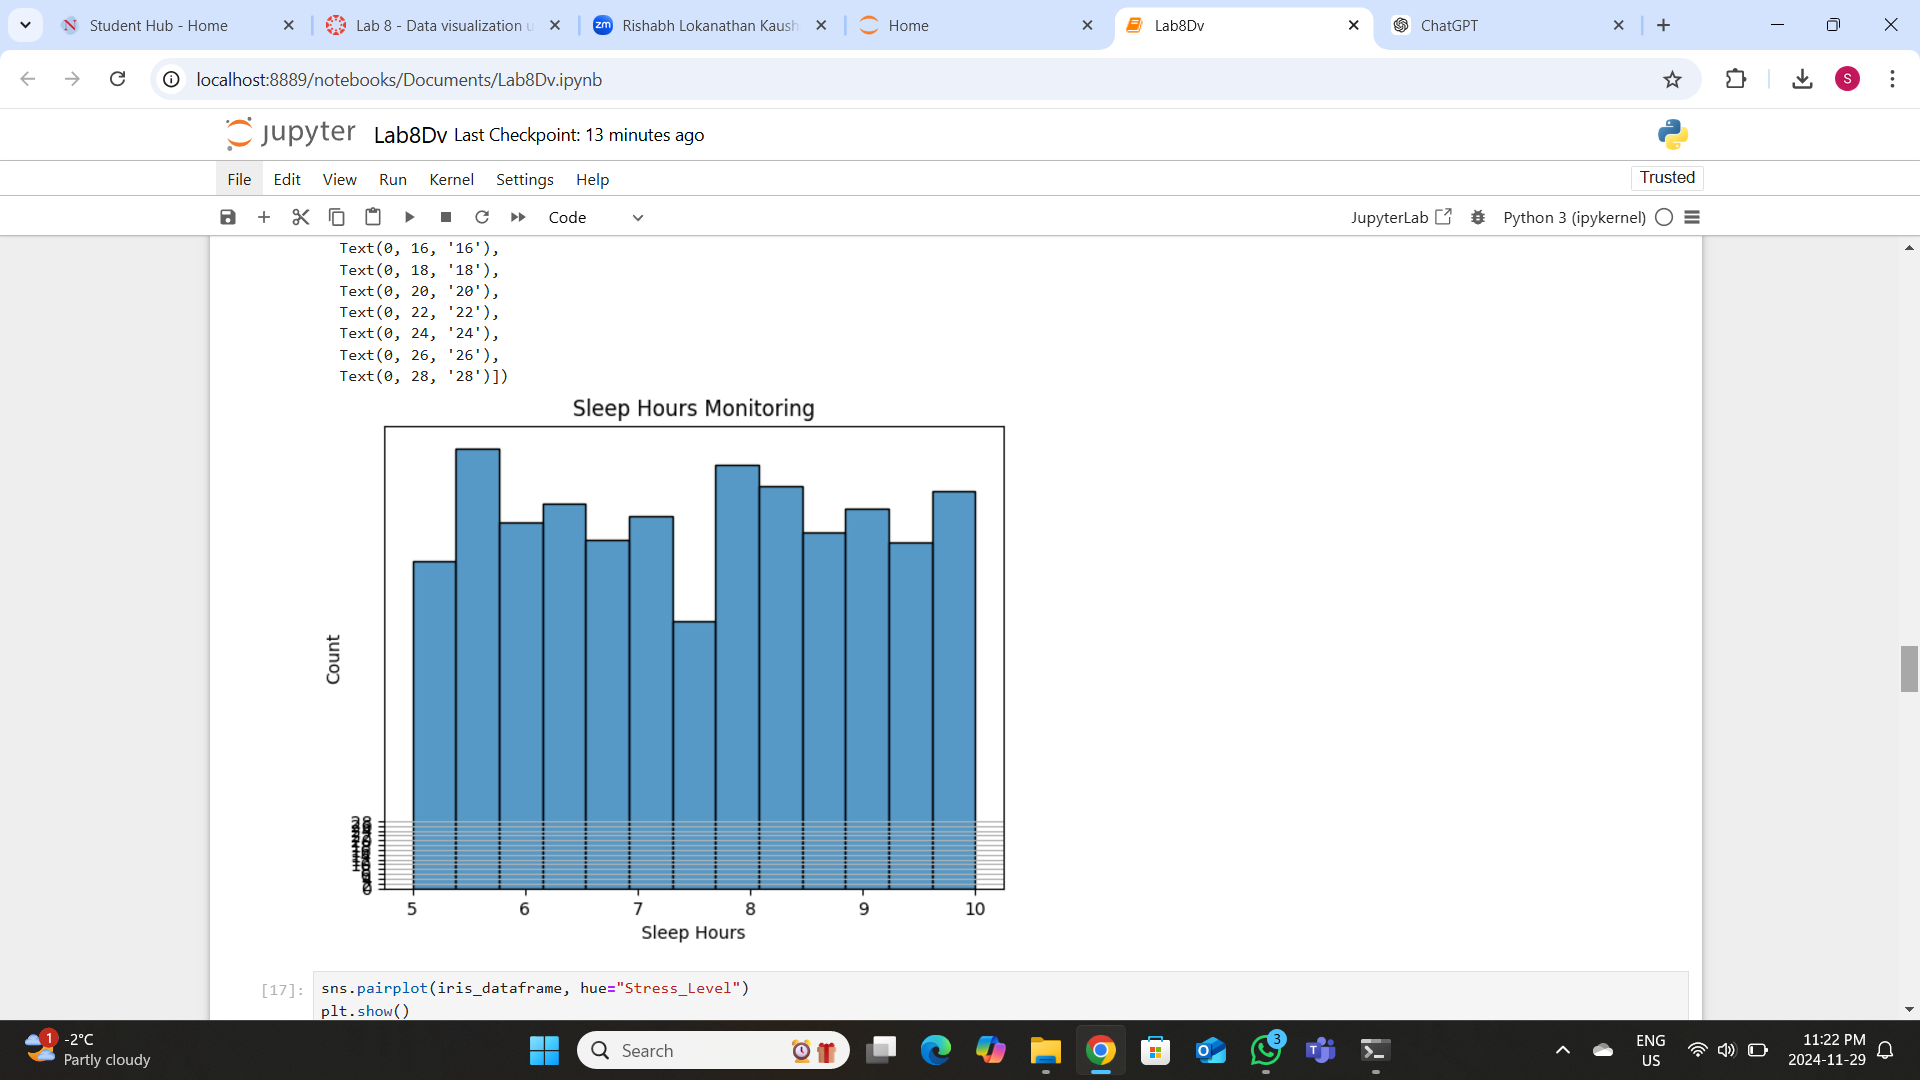 Student Hub - Home
Lab 8 - Data visualization u
zm
Rishabh Lokanathan Kaush
Home
Lab8Dv
ChatGPT
localhost:8889/notebooks/Documents/Lab8Dv.ipynb
S
jupyter Lab8Dv Last Checkpoint: 13 minutes ago
File Edit View Run Kernel Settings Help
Trusted
Code
JupyterLab
Python 3 (ipykernel)
Text(0, 16, '16'),
Text(0, 18, '18'),
Text(0, 20, '20'),
Text(0, 22, '22'),
Text(0, 24, '24'),
Text(0, 26, '26'),
Text(0, 28, '28')])
Sleep Hours Monitoring
Count
28
5 6 7 8 9 10
Sleep Hours
[17]: sns.pairplot(iris_dataframe, hue="Stress_Level")
plt.show()
1
-2°C
Partly cloudy
Search
3
ENG
US
11:22 PM
2024-11-29